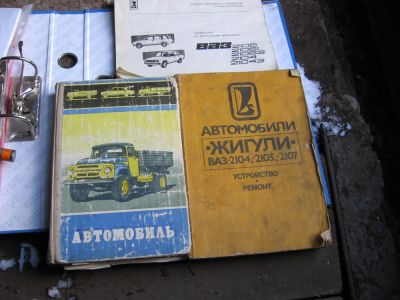 ВАЗ
АВТОМОБИЛЬ
АВТОМОБИЛИ
"ЖИГУЛИ"
ВАЗ-2104,-2105,-2107
УСТРОЙСТВО
РЕМОНТ